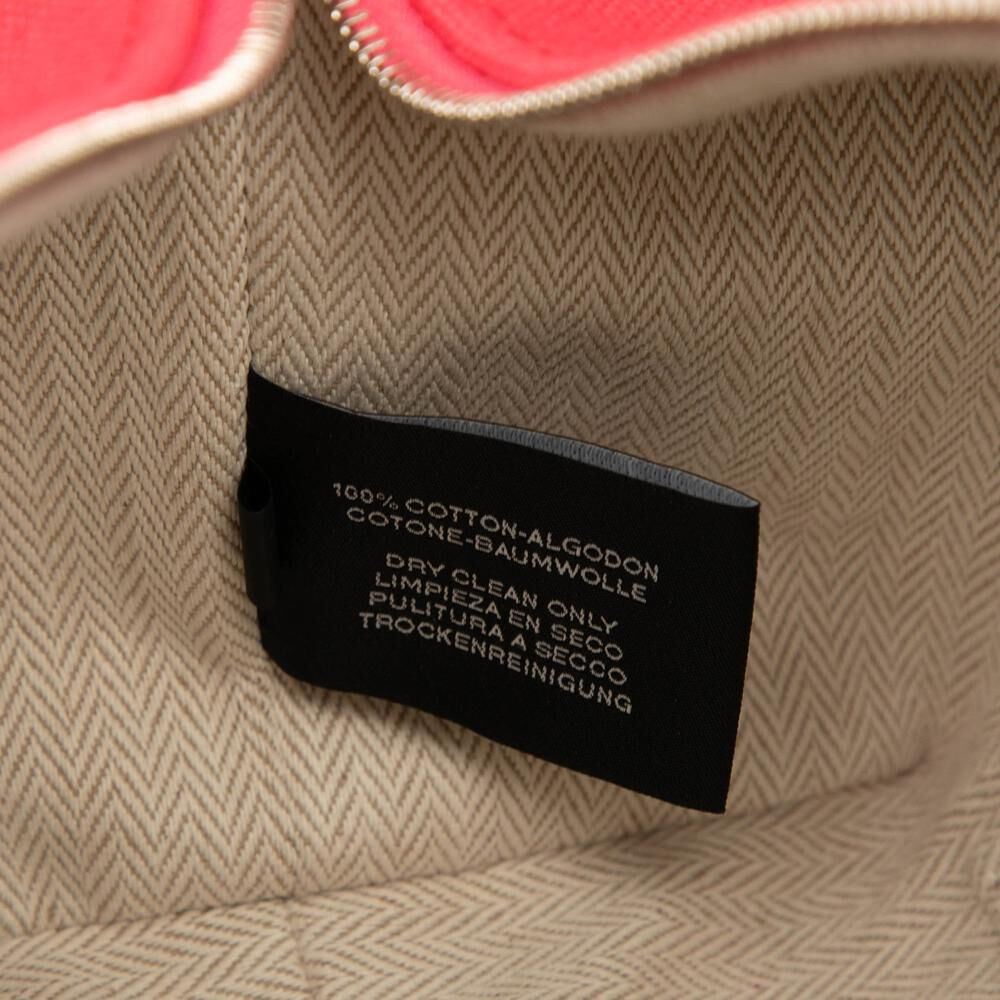 100% COTTON-ALGODON
COTONE-BAUMWOLLE
DRY CLEAN ONLY
LIMPIEZA EN SECO
PULITURA A SECCO
TROCKENREINIGUNG